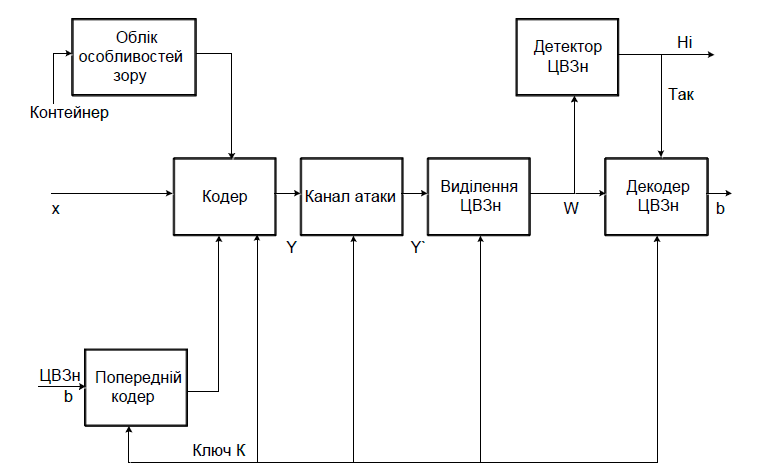 Облік
особливостей
зору
Контейнер
Детектор
ЦВЗн
Ні
Так
x
Кодер
Y
Канал атаки
Y`
Виділення
ЦВЗн
W
Декодер
ЦВЗн
b
ЦВЗн
b
Попередній
кодер
Ключ К